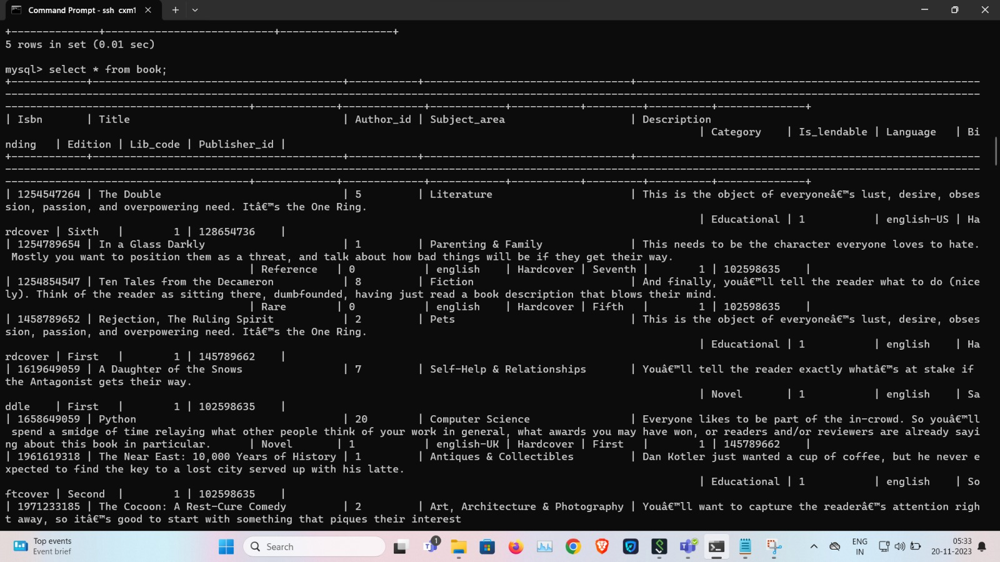 Command Prompt - ssh  cxm1
+--------------+---------------------------+------------------+
5 rows in set (0.01 sec)
mysql> select * from book;
+------------+----------------------------------------+-----------+---------------------------------+-------------------------------------------------------
------------------------------------------------------------------------------------------------------------------------------------------------------------
---------------------------------------+-------------+-------------+------------+-----------+---------+----------+--------------+
| Isbn       | Title                                  | Author_id | Subject_area                    | Description
| Category    | Is_lendable | Language   | Bi
nding   | Edition | Lib_code | Publisher_id |
+------------+----------------------------------------+-----------+---------------------------------+-------------------------------------------------------
------------------------------------------------------------------------------------------------------------------------------------------------------------
---------------------------------------+-------------+-------------+------------+-----------+---------+----------+--------------+
| 1254547264 | The Double                             | 5         | Literature                      | This is the object of everyoneâ€™s lust, desire, obses
sion, passion, and overpowering need. Itâ€™s the One Ring.
| Educational | 1           | english-US | Ha
rdcover | Sixth   |        1 | 128654736    |
| 1254789654 | In a Glass Darkly                      | 1         | Parenting & Family              | This needs to be the character everyone loves to hate.
Mostly you want to position them as a threat, and talk about how bad things will be if they get their way.
| Reference   | 0           | english    | Hardcover | Seventh |        1 | 102598635    |
| 1254854547 | Ten Tales from the Decameron           | 8         | Fiction                         | And finally, youâ€™ll tell the reader what to do (nice
ly). Think of the reader as sitting there, dumbfounded, having just read a book description that blows their mind.
| Rare        | 0           | english    | Hardcover | Fifth   |        1 | 102598635    |
| 1458789652 | Rejection, The Ruling Spirit           | 2         | Pets                            | This is the object of everyoneâ€™s lust, desire, obses
sion, passion, and overpowering need. Itâ€™s the One Ring.
| Educational | 1           | english    | Ha
rdcover | First   |        1 | 145789662    |
| 1619649059 | A Daughter of the Snows                | 7         | Self-Help & Relationships       | Youâ€™ll tell the reader exactly whatâ€™s at stake if
the Antagonist gets their way.
| Novel       | 1           | english    | Sa
ddle    | First   |        1 | 102598635    |
| 1658649059 | Python                                 | 20        | Computer Science                | Everyone likes to be part of the in-crowd. So youâ€™ll
spend a smidge of time relaying what other people think of your work in general, what awards you may have won, or readers and/or reviewers are already sayi
ng about this book in particular.      | Novel       | 1           | english-UK | Hardcover | First   |        1 | 145789662    |
| 1961619318 | The Near East: 10,000 Years of History | 1         | Antiques & Collectibles         | Dan Kotler just wanted a cup of coffee, but he never e
xpected to find the key to a lost city served up with his latte.
| Educational | 1           | english    | So
ftcover | Second  |        1 | 102598635    |
| 1971233185 | The Cocoon: A Rest-Cure Comedy         | 2         | Art, Architecture & Photography | Youâ€™ll want to capture the readerâ€™s attention righ
t away, so itâ€™s good to start with something that piques their interest
Top events
Event brief
Search
1
ENG
IN
05:33
20-11-2023